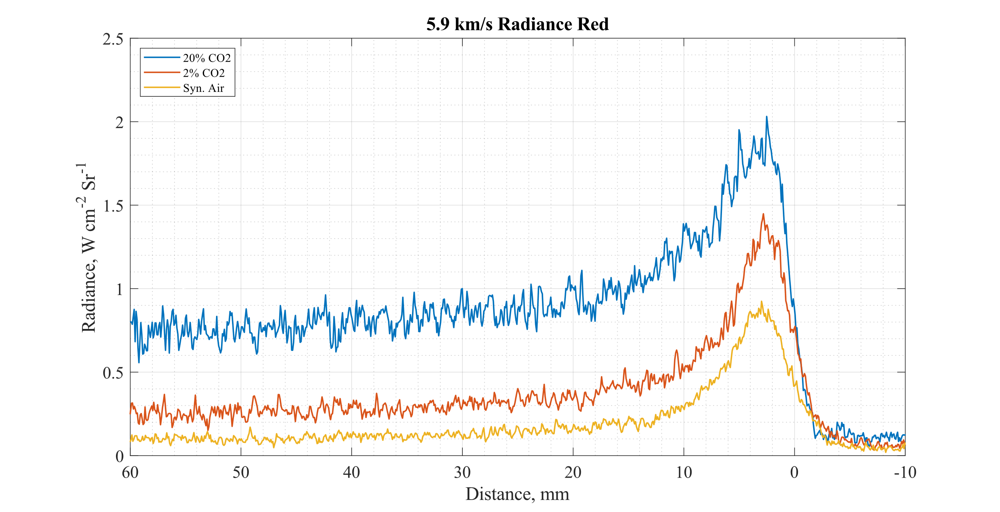 5.9 km/s Radiance Red
2.5
2
1.5
1
0.5
0
Radiance, W cm-2 Sr-1
20% CO2
2% CO2
Syn. Air
60 50 40 30 20 10 0 -10
Distance, mm